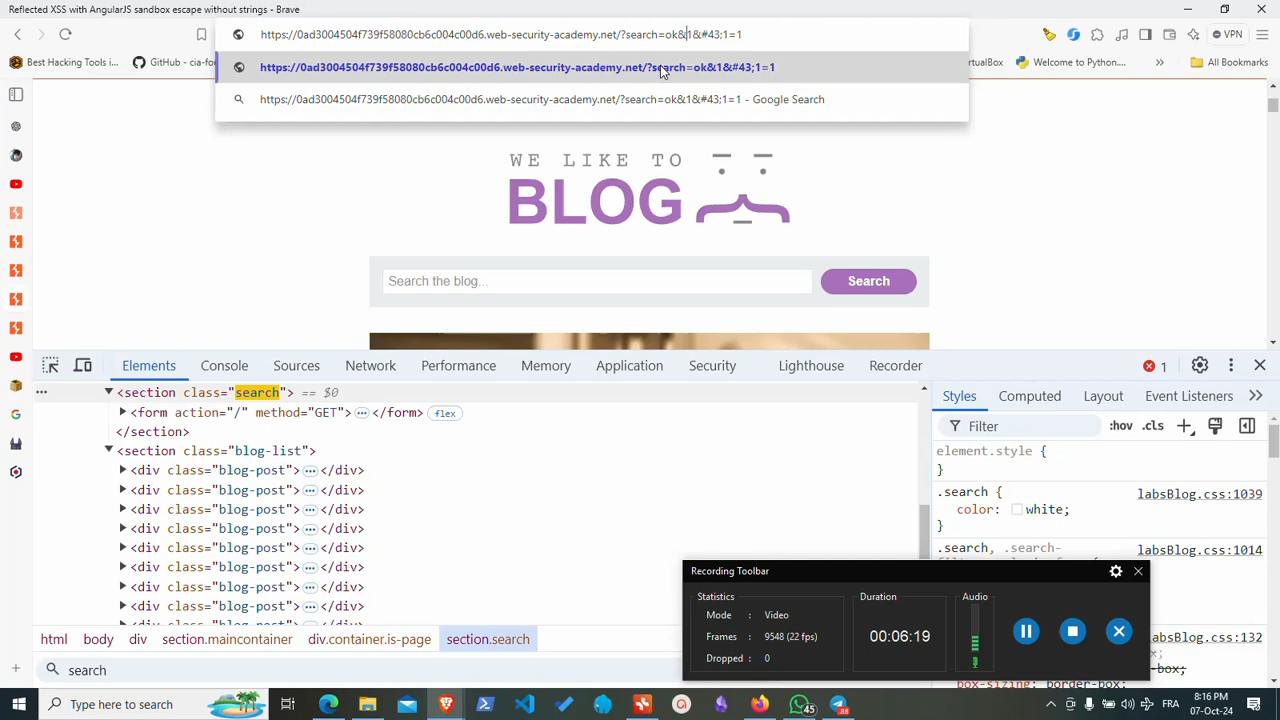 Reflected XSS with AngularJS sandbox escape without strings - Brave
https://0ad3004504f739f58080cb6c004c00d6.web-security-academy.net/?search=ok&1&#43;1=1
VPN
https://0ad3004504f739f58080cb6c004c00d6.web-security-academy.net/?search=ok&1&#43;1=1
Best Hacking Tools i...
GitHub - cia-fo
VirtualBox
Welcome to Python....
All Bookmarks
https://0ad3004504f739f58080cb6c004c00d6.web-security-academy.net/?search=ok&1&#43;1=1 - Google Search
WE LIKE TO
BLOG
Search the blog...
Search
Elements
Console
Sources
Network
Performance
Memory
Application
Security
Lighthouse
Recorder
1
<section class="search"> == $0
<form action="/" method="GET"> ⋯ </form> flex
</section>
<section class="blog-list">
<div class="blog-post"> ⋯ </div>
<div class="blog-post"> ⋯ </div>
<div class="blog-post"> ⋯ </div>
<div class="blog-post"> ⋯ </div>
<div class="blog-post"> ⋯ </div>
<div class="blog-post"> ⋯ </div>
<div class="blog-post"> ⋯ </div>
<div class="blog-post"> ⋯ </div>
Styles
Computed
Layout
Event Listeners
Filter
:hov .cls
element.style {
}
.search { labsBlog.css:1039
color: white;
}
.search, .search- labsBlog.css:1014
labsBlog.css:132
box-sizing: border-box;
Recording Toolbar
Statistics
Mode : Video
Frames : 9548 (22 fpi)
Dropped : 0
Duration
00:06:19
Audio
html body div section.maincontainer div.container.is-page section.search
search
Type here to search
45
88
FRA
8:16 PM
07-Oct-24